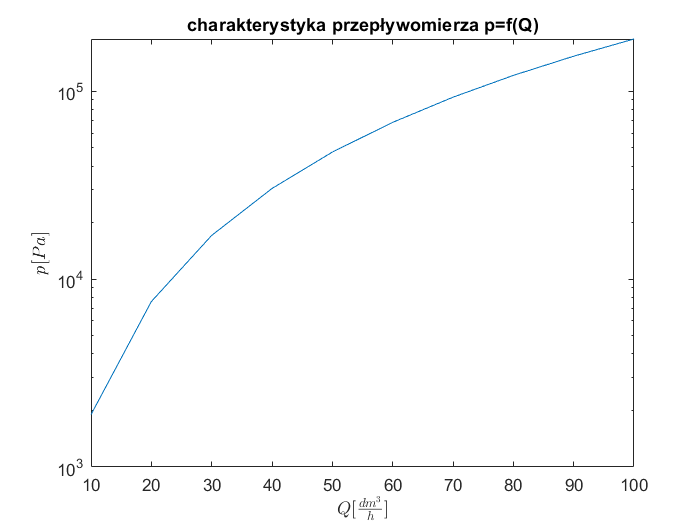 charakterystyka przepływomierza p=f(Q)
10^5
10^4
10^3
p[Pa]
10 20 30 40 50 60 70 80 90 100
Q[\frac{dm^3}{h}]